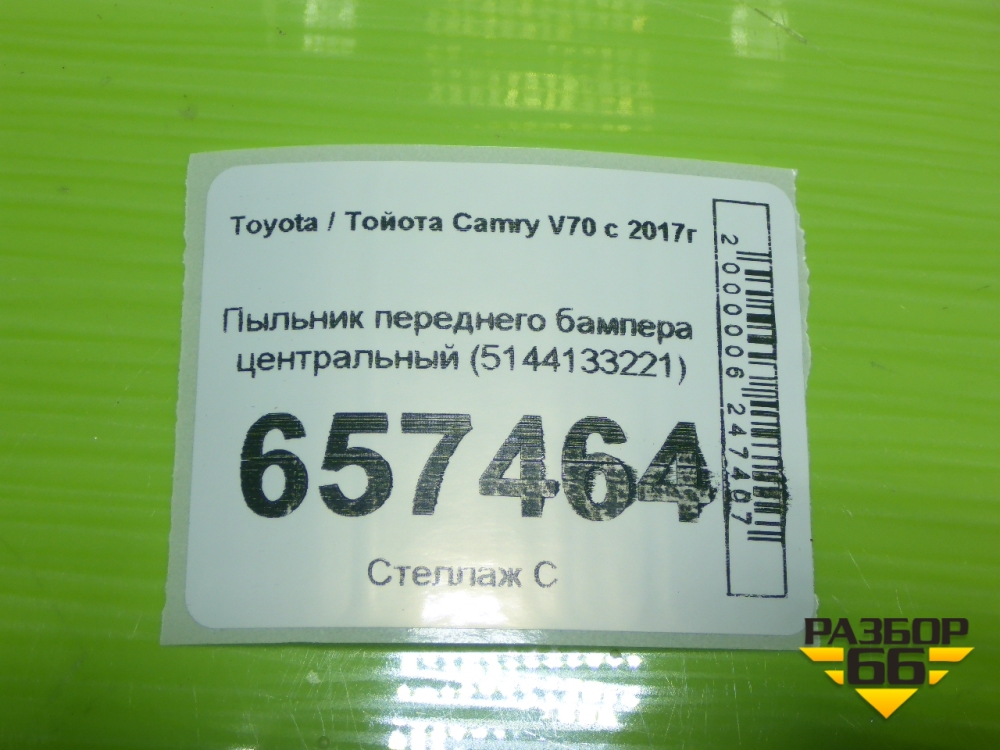 Toyota / Тойота Camry V70 с 2017г
Пыльник переднего бампера
центральный (5144133221)
657464
Стеллаж С
2000006247407
РАЗБОР
66